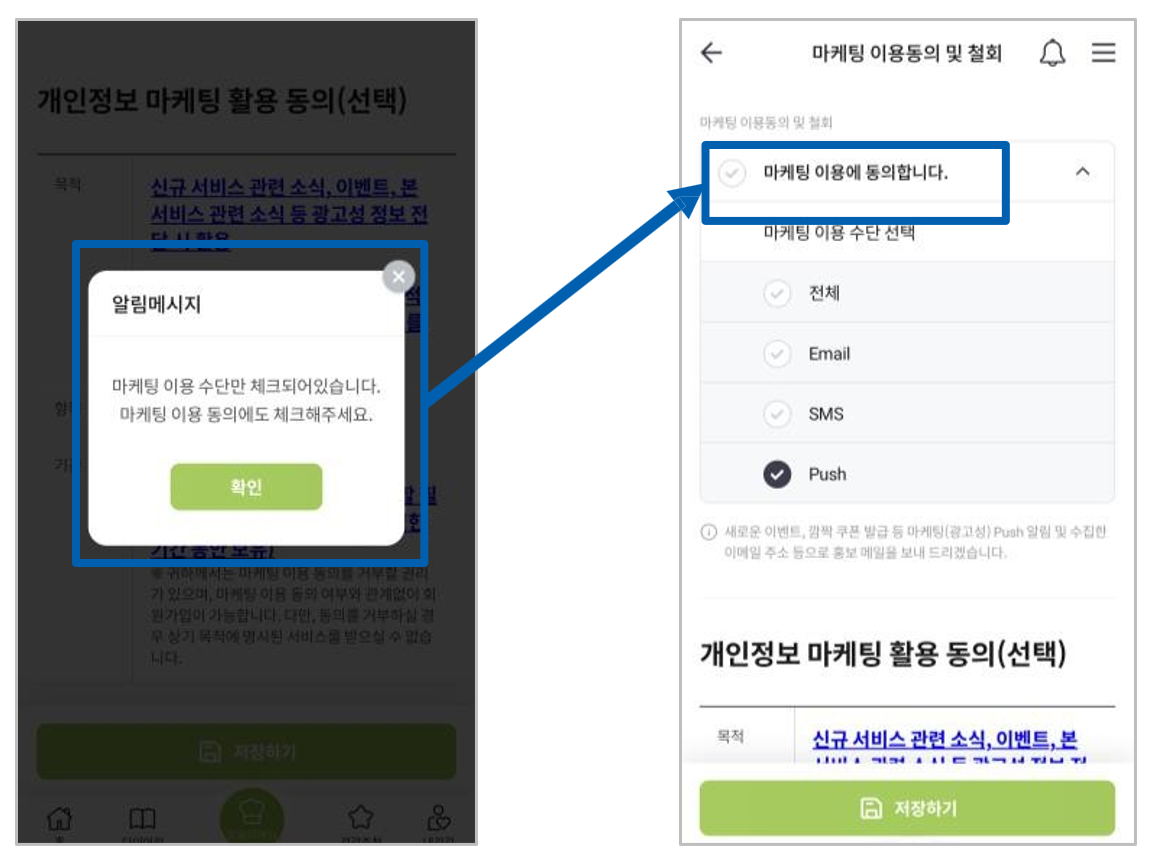 개인정보 마케팅 활용 동의(선택)
목적
신규 서비스 관련 소식, 이벤트, 본
서비스 관련 소식 등 광고성 정보 전
달 시 활용
알림메시지
마케팅 이용 수단만 체크되어있습니다.
마케팅 이용 동의에도 체크해주세요.
확인
기간 동안 보유)
※ 귀하께서는 마케팅 이용 동의를 거부할 권리
가 있으며, 마케팅 이용 동의 여부와 관계없이 회
원가입이 가능합니다. 다만, 동의를 거부하실 경
우 상기 목적에 명시된 서비스를 받으실 수 없습
니다.
저장하기
마케팅 이용동의 및 철회
마케팅 이용동의 및 철회
마케팅 이용에 동의합니다.
마케팅 이용 수단 선택
전체
Email
SMS
Push
새로운 이벤트, 깜짝 쿠폰 발급 등 마케팅(광고성) Push 알림 및 수집한
이메일 주소 등으로 홍보 메일을 보내 드리겠습니다.
개인정보 마케팅 활용 동의(선택)
목적
신규 서비스 관련 소식, 이벤트, 본
서비스 관련 소식 등 광고성 정보 전
저장하기